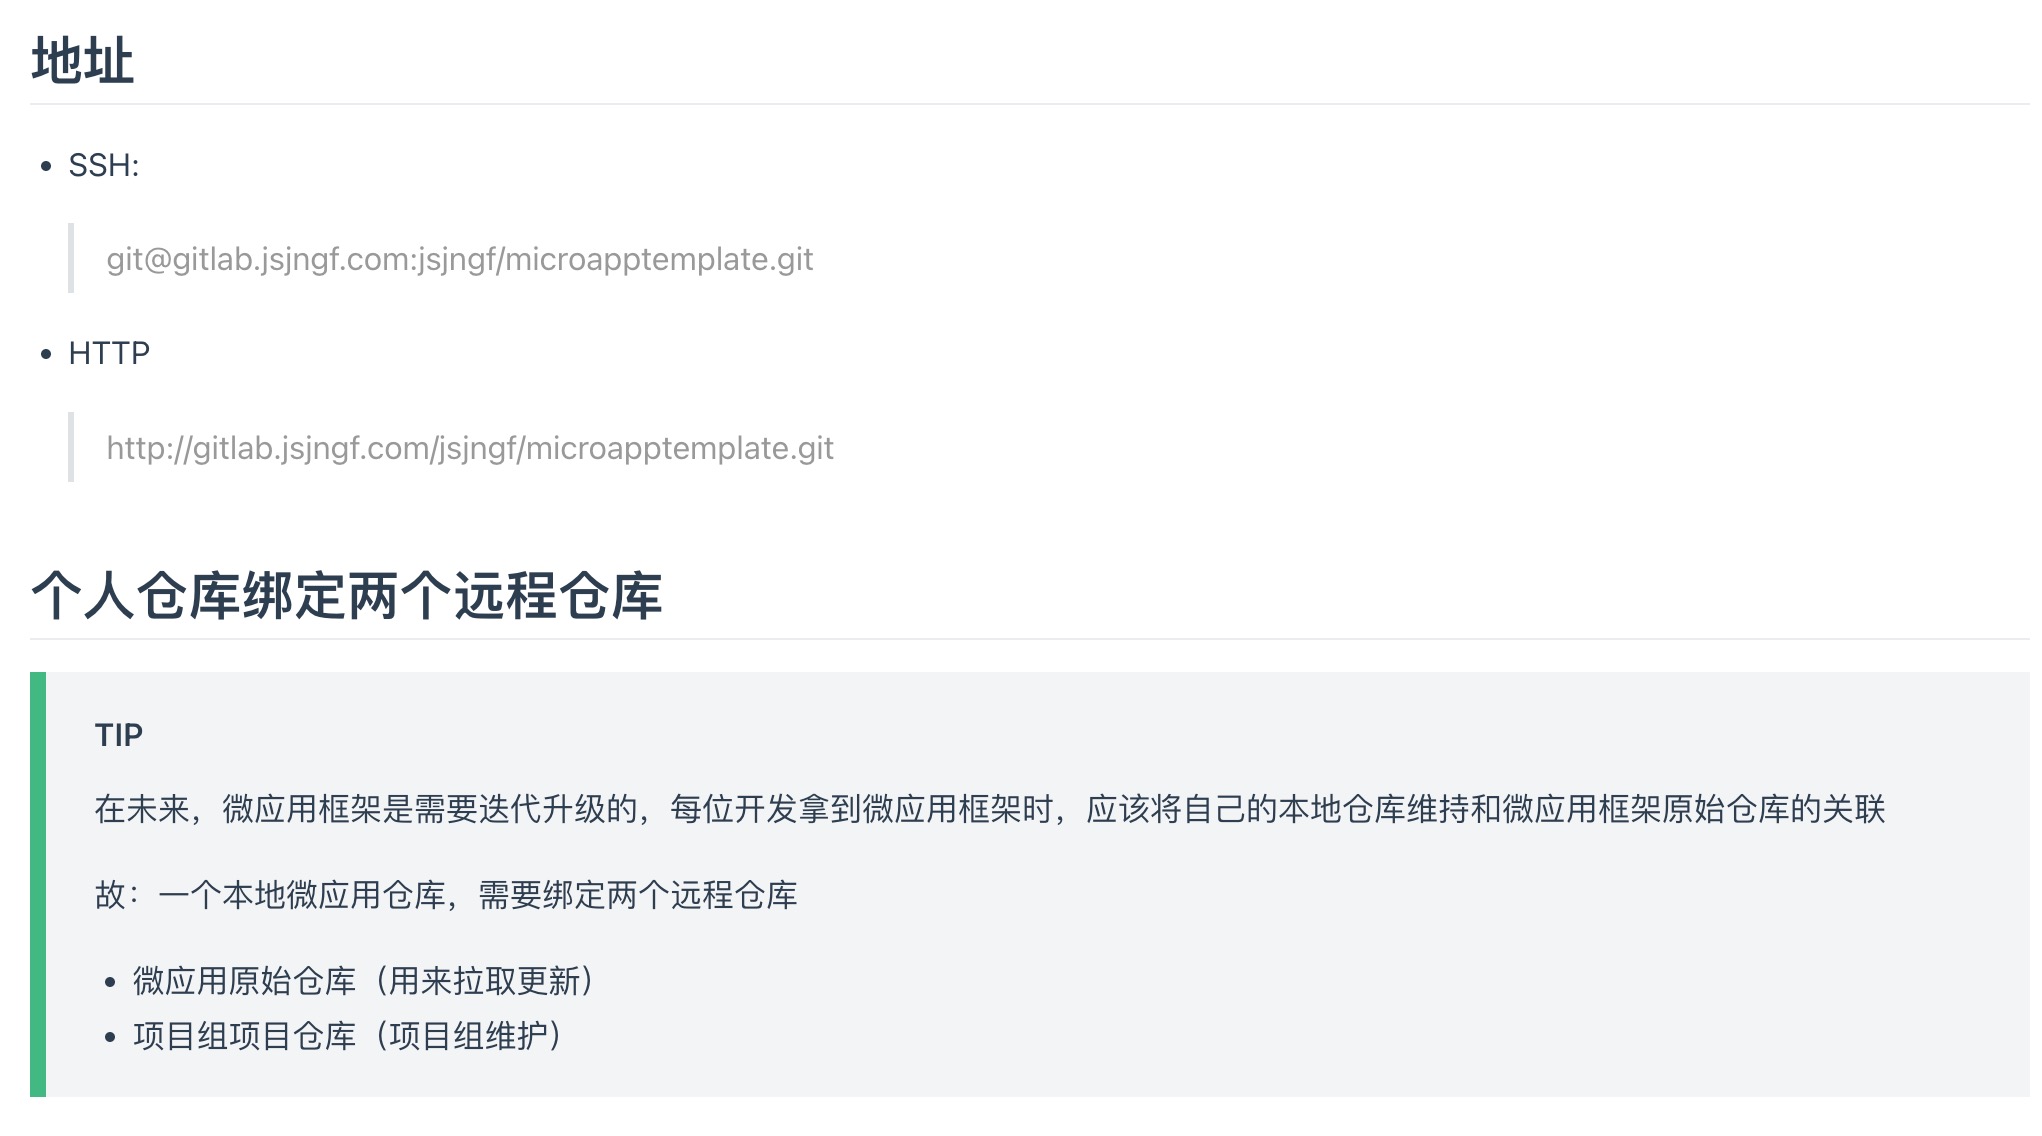 地址
SSH:
git@gitlab.jsjngf.com:jsjngf/microapptemplate.git
HTTP
http://gitlab.jsjngf.com/jsjngf/microapptemplate.git
个人仓库绑定两个远程仓库
TIP
在未来，微应用框架是需要迭代升级的，每位开发拿到微应用框架时，应该将自己的本地仓库维持和微应用框架原始仓库的关联
故：一个本地微应用仓库，需要绑定两个远程仓库
微应用原始仓库（用来拉取更新）
项目组项目仓库（项目组维护）